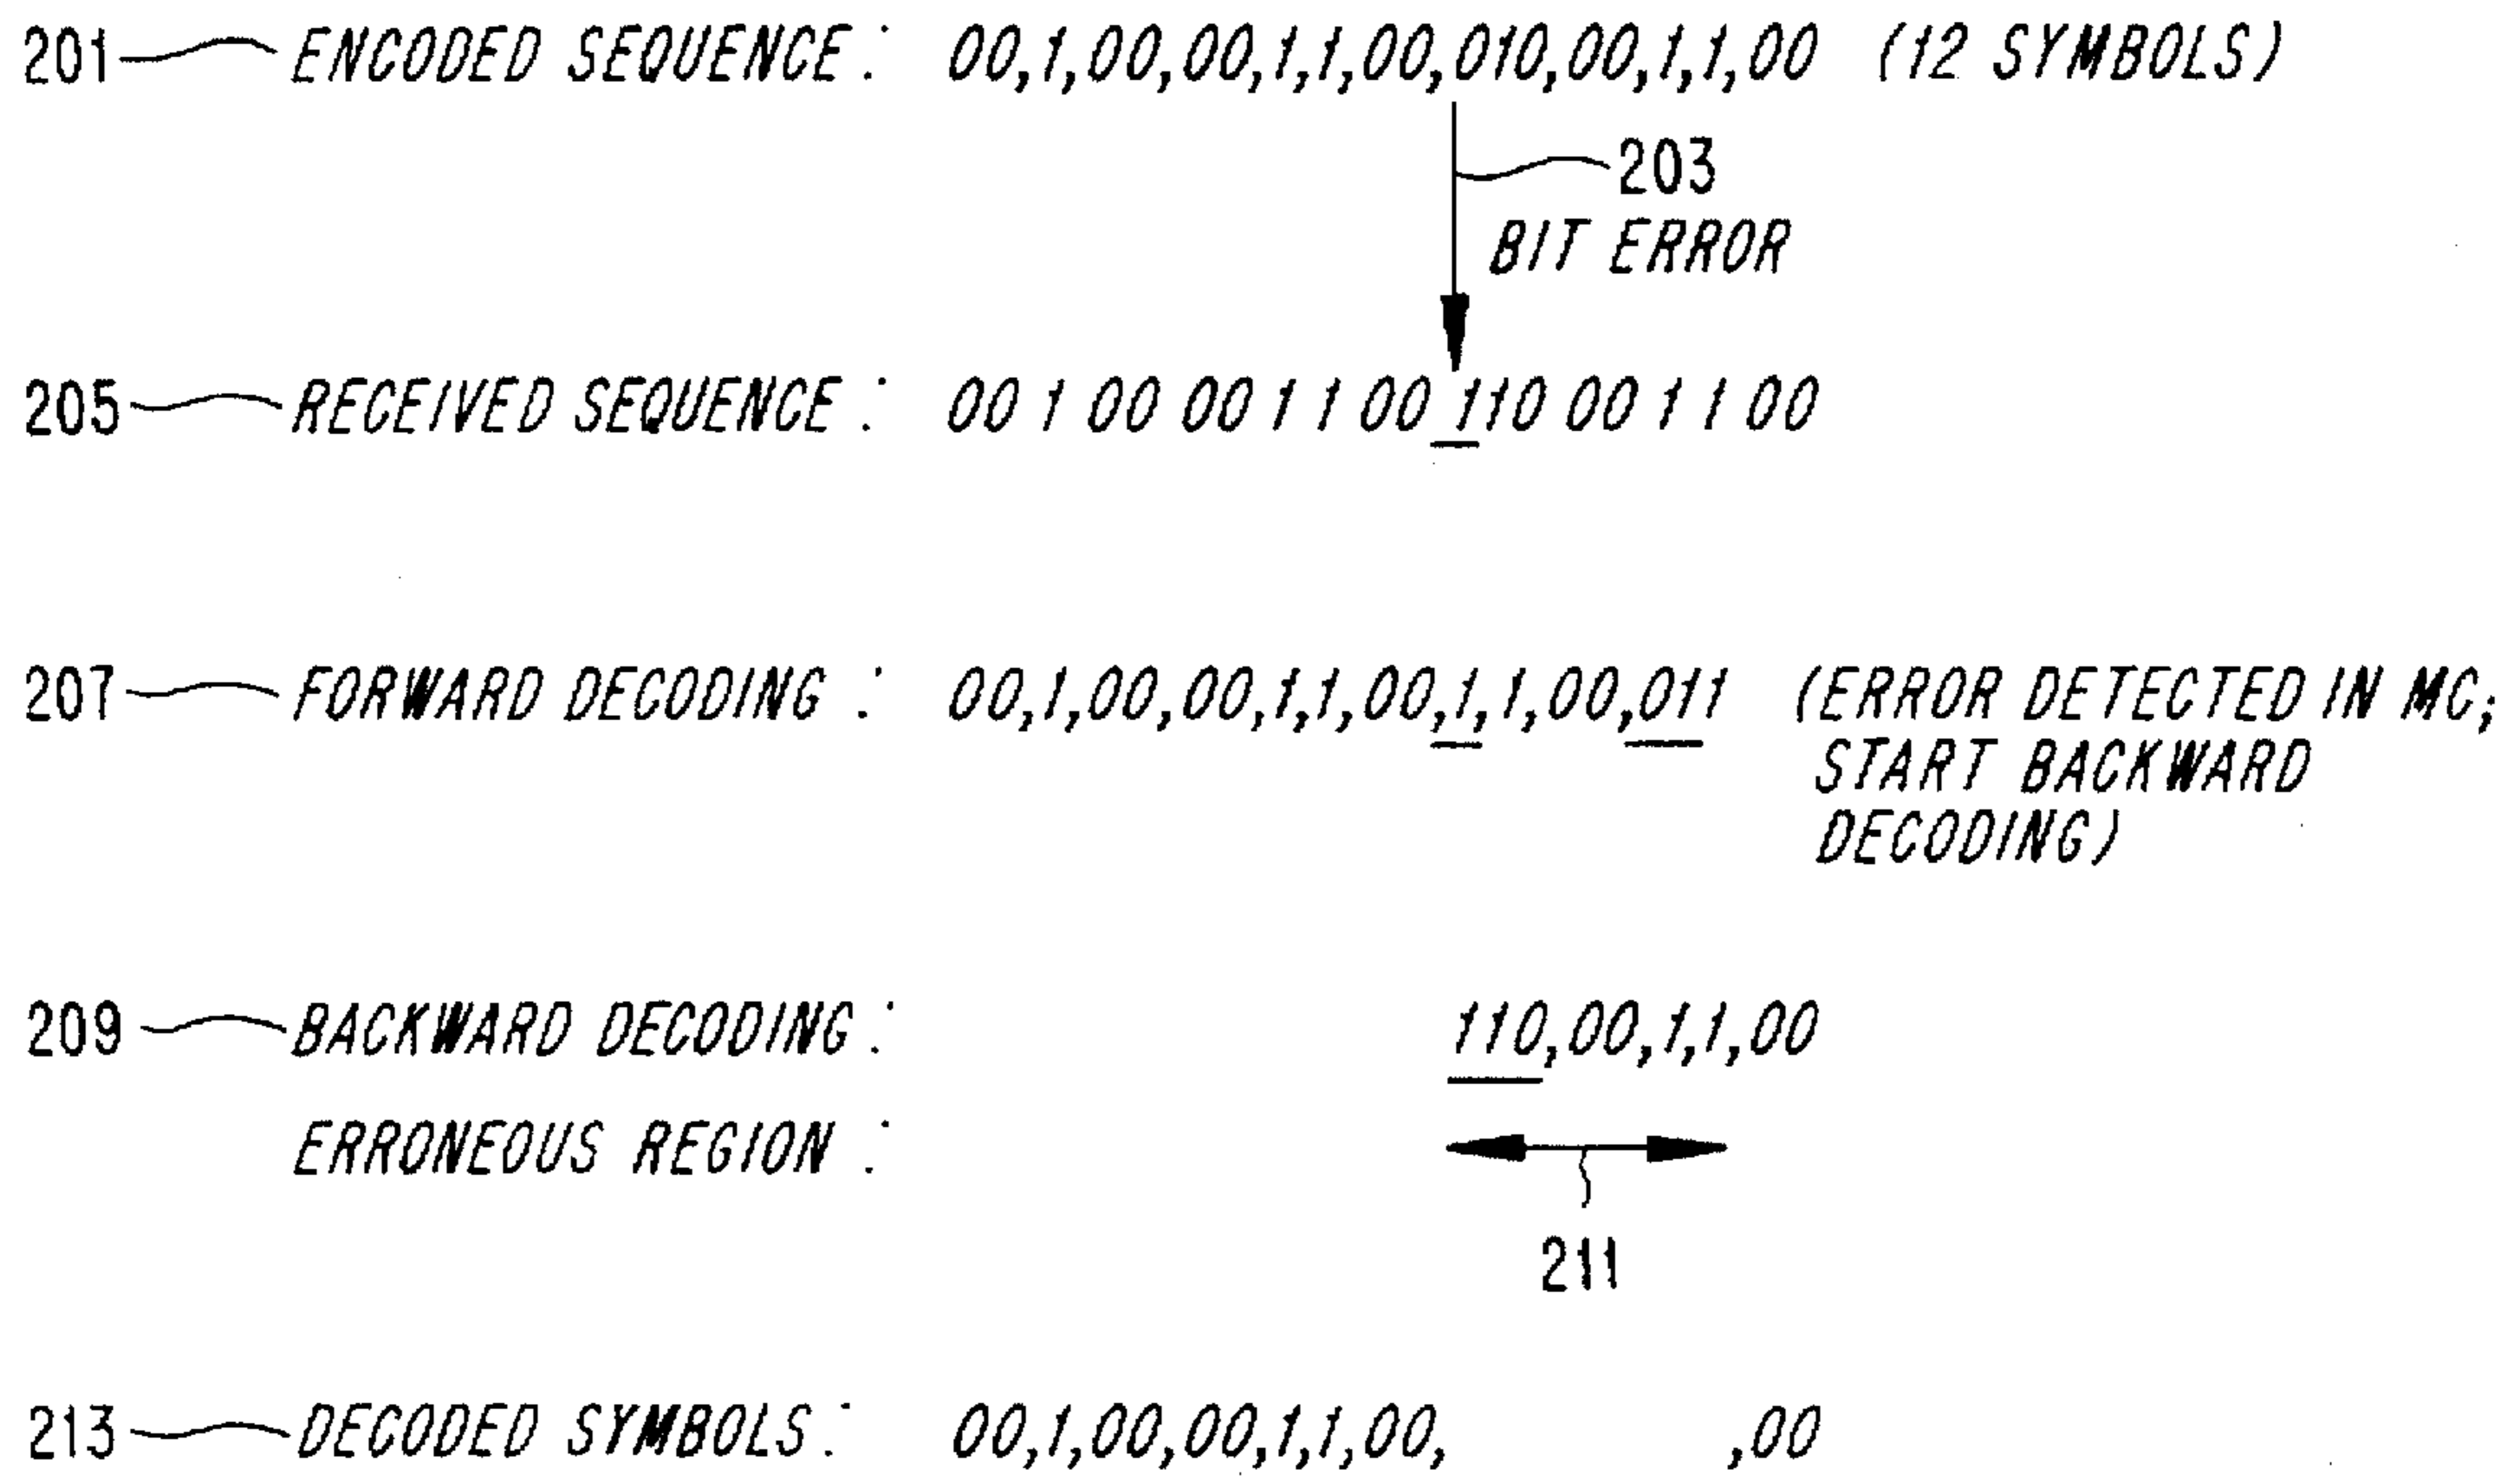 201 ENCODED SEQUENCE : 00,1,00,00,1,1,00,010,00,1,1,00 (12 SYMBOLS)
203
BIT ERROR
205 RECEIVED SEQUENCE : 00 1 00 00 1 1 00 110 00 1 1 00
207 FORWARD DECODING : 00,1,00,00,1,1,00,1,1,00,011 (ERROR DETECTED IN MC;
START BACKWARD
DECODING)
209 BACKWARD DECODING : 110,00,1,1,00
ERRONEOUS REGION :
211
213 DECODED SYMBOLS : 00,1,00,00,1,1,00, ,00